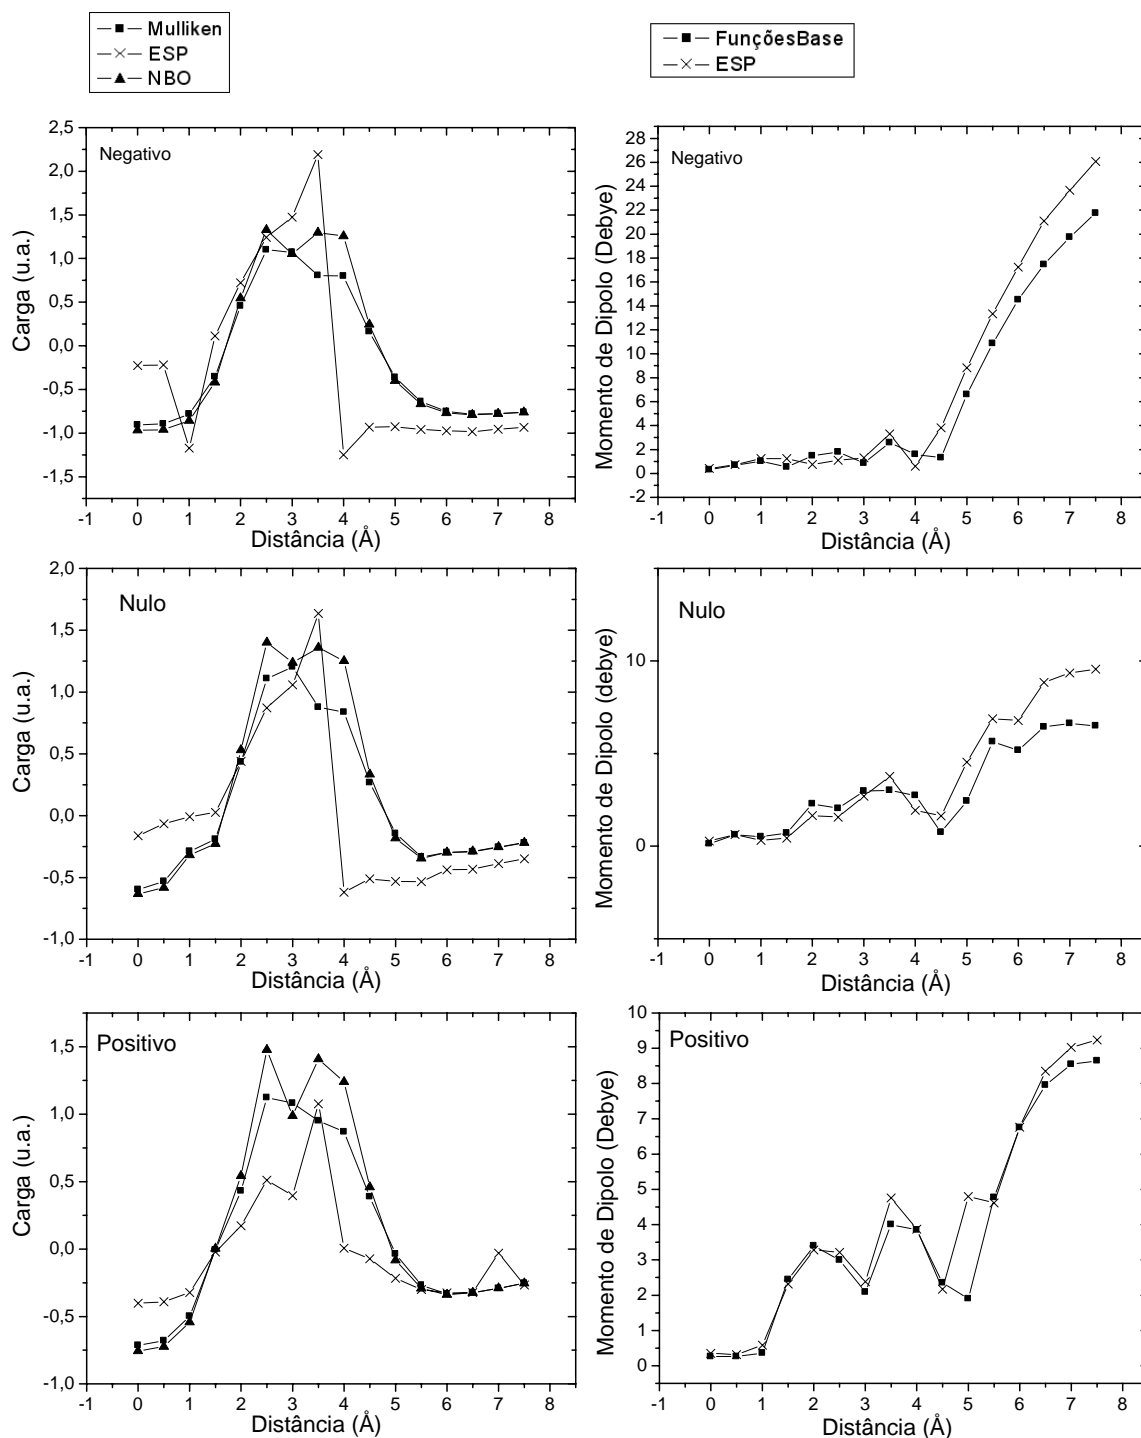 Mulliken
ESP
NBO
FunçõesBase
ESP
Negativo
Carga (u.a.)
2,5
2,0
1,5
1,0
0,5
0,0
-0,5
-1,0
-1,5
-1 0 1 2 3 4 5 6 7 8
Distância (Å)
Negativo
Momento de Dipolo (Debye)
28
26
24
22
20
18
16
14
12
10
8
6
4
2
0
-2
-1 0 1 2 3 4 5 6 7 8
Distância (Å)
Nulo
Carga (u.a.)
2,0
1,5
1,0
0,5
0,0
-0,5
-1,0
-1 0 1 2 3 4 5 6 7 8
Distância (Å)
Nulo
Momento de Dipolo (debye)
10
0
-1 0 1 2 3 4 5 6 7 8
Distância (Å)
Positivo
Carga (u.a.)
1,5
1,0
0,5
0,0
-0,5
-1,0
-1 0 1 2 3 4 5 6 7 8
Distância (Å)
Positivo
Momento de Dipolo (Debye)
10
9
8
7
6
5
4
3
2
1
0
-1 0 1 2 3 4 5 6 7 8
Distância (Å)